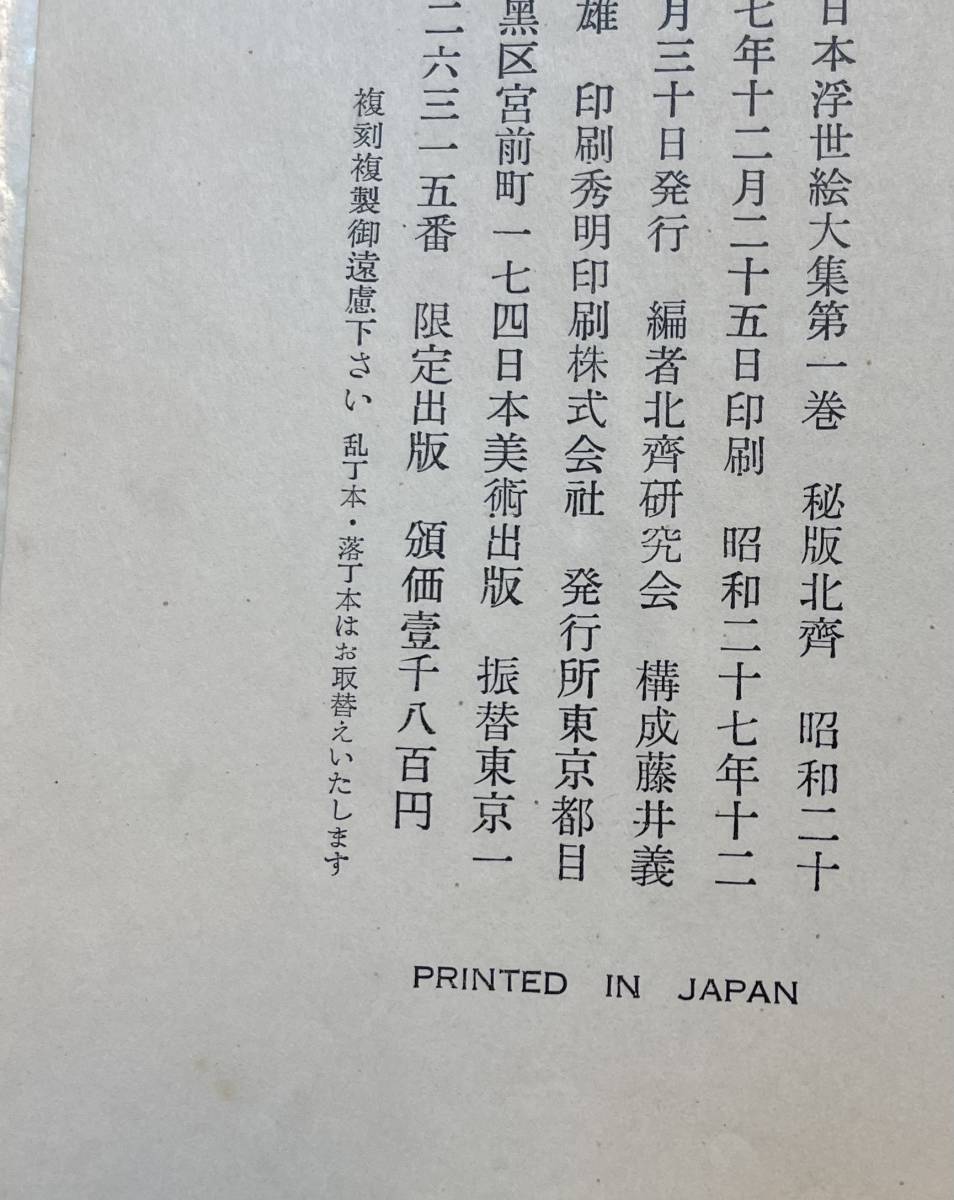 日本浮世絵大集第一巻 秘版北齊 昭和二十
七年十二月二十五日印刷 昭和二十七年十二
月三十日発行 編者北齊研究会 構成藤井義
雄 印刷秀明印刷株式会社 発行所東京都目
黒区宮前町一七四日本美術出版 振替東京一
二六三一五番 限定出版 頒価壹千八百円
複刻複製御遠慮下さい 乱丁本・落丁本はお取替えいたします
PRINTED IN JAPAN